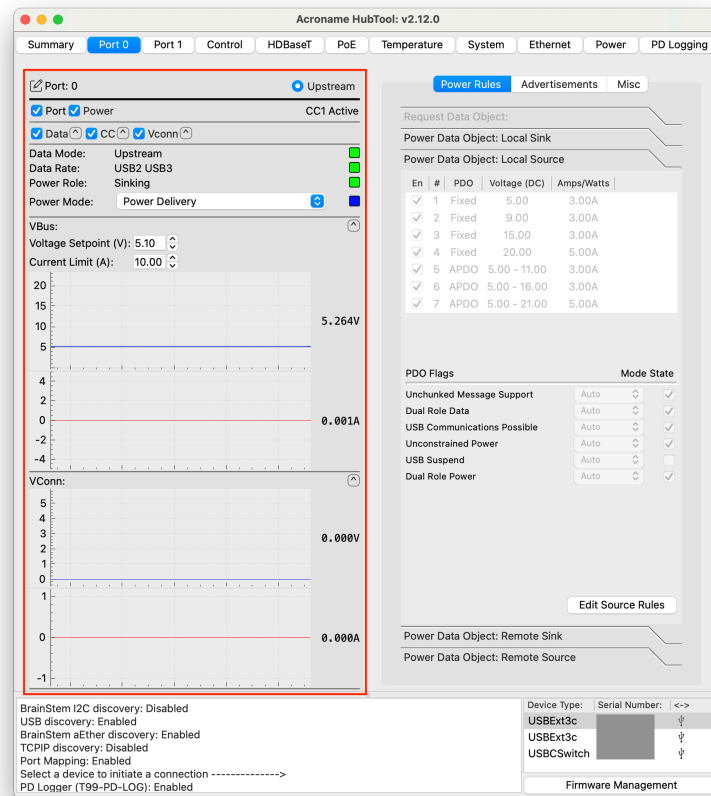 Acroname HubTool: v2.12.0
Summary Port 0 Port 1 Control HDBaseT PoE Temperature System Ethernet Power PD Logging
Port: 0 Upstream
Port Power CC1 Active
Data CC Vconn
Data Mode: Upstream
Data Rate: USB2 USB3
Power Role: Sinking
Power Mode: Power Delivery
VBus:
Voltage Setpoint (V): 5.10
Current Limit (A): 10.00
20
15
10
5
5.264V
4
2
0
-2
-4
0.001A
VConn:
5
4
3
2
1
0
0.000V
1
0
-1
0.000A
Power Rules Advertisements Misc
Request Data Object:
Power Data Object: Local Sink
Power Data Object: Local Source
En # PDO Voltage (DC) Amps/Watts
1 Fixed 5.00 3.00A
2 Fixed 9.00 3.00A
3 Fixed 15.00 3.00A
4 Fixed 20.00 5.00A
5 APDO 5.00 - 11.00 3.00A
6 APDO 5.00 - 16.00 3.00A
7 APDO 5.00 - 21.00 5.00A
PDO Flags Mode State
Unchunked Message Support Auto
Dual Role Data Auto
USB Communications Possible Auto
Unconstrained Power Auto
USB Suspend Auto
Dual Role Power Auto
Edit Source Rules
Power Data Object: Remote Sink
Power Data Object: Remote Source
BrainStem I2C discovery: Disabled
USB discovery: Enabled
BrainStem aEther discovery: Enabled
TCPIP discovery: Disabled
Port Mapping: Enabled
Select a device to initiate a connection -------------->
PD Logger (T99-PD-LOG): Enabled
Device Type: Serial Number: <->
USBExt3c
USBExt3c
USBCSwitch
Firmware Management